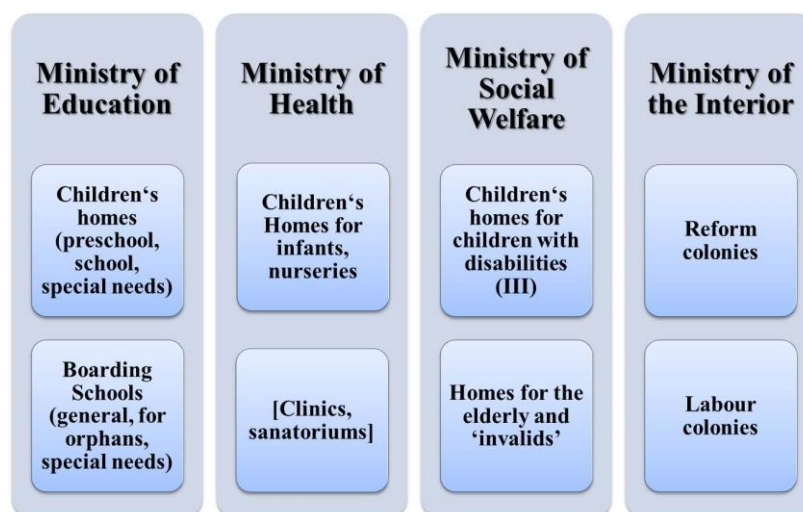 Ministry of
Education
Children‘s
homes
(preschool,
school,
special needs)
Boarding
Schools
(general, for
orphans,
special needs)
Ministry of
Health
Children‘s
Homes for
infants,
nurseries
[Clinics,
sanatoriums]
Ministry of
Social
Welfare
Children‘s
homes for
children with
disabilities
(III)
Homes for the
elderly and
‘invalids’
Ministry of
the Interior
Reform
colonies
Labour
colonies